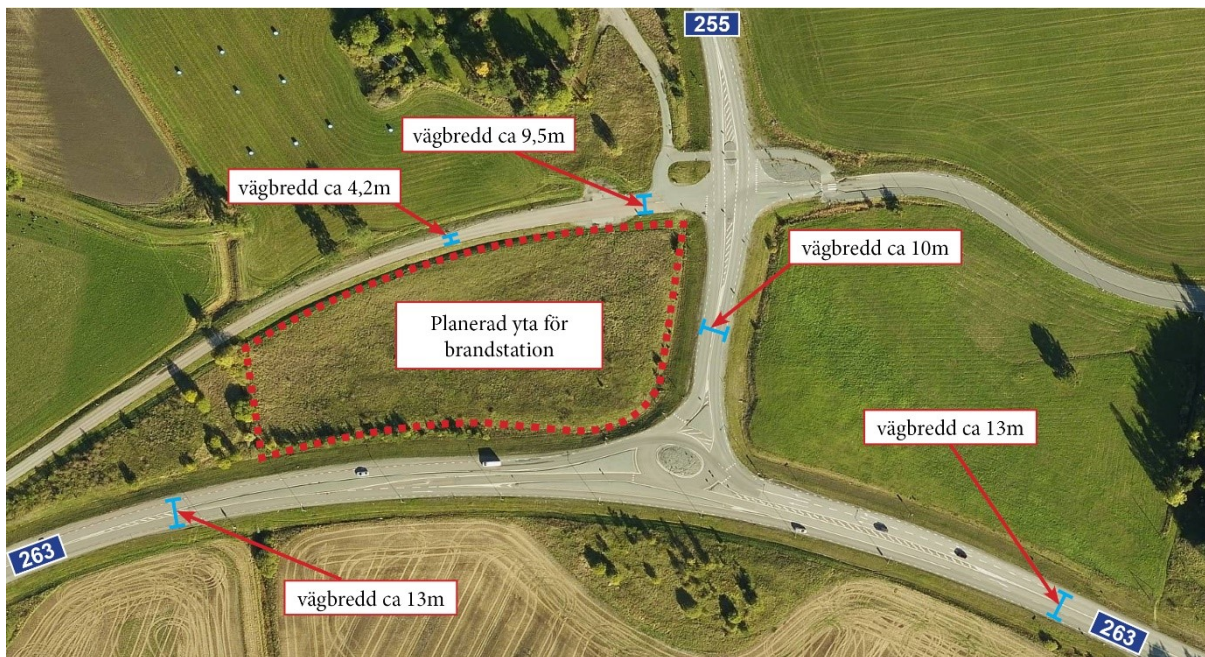 255
vägbredd ca 9,5m
vägbredd ca 4,2m
vägbredd ca 10m
Planerad yta för
brandstation
vägbredd ca 13m
263
vägbredd ca 13m
263